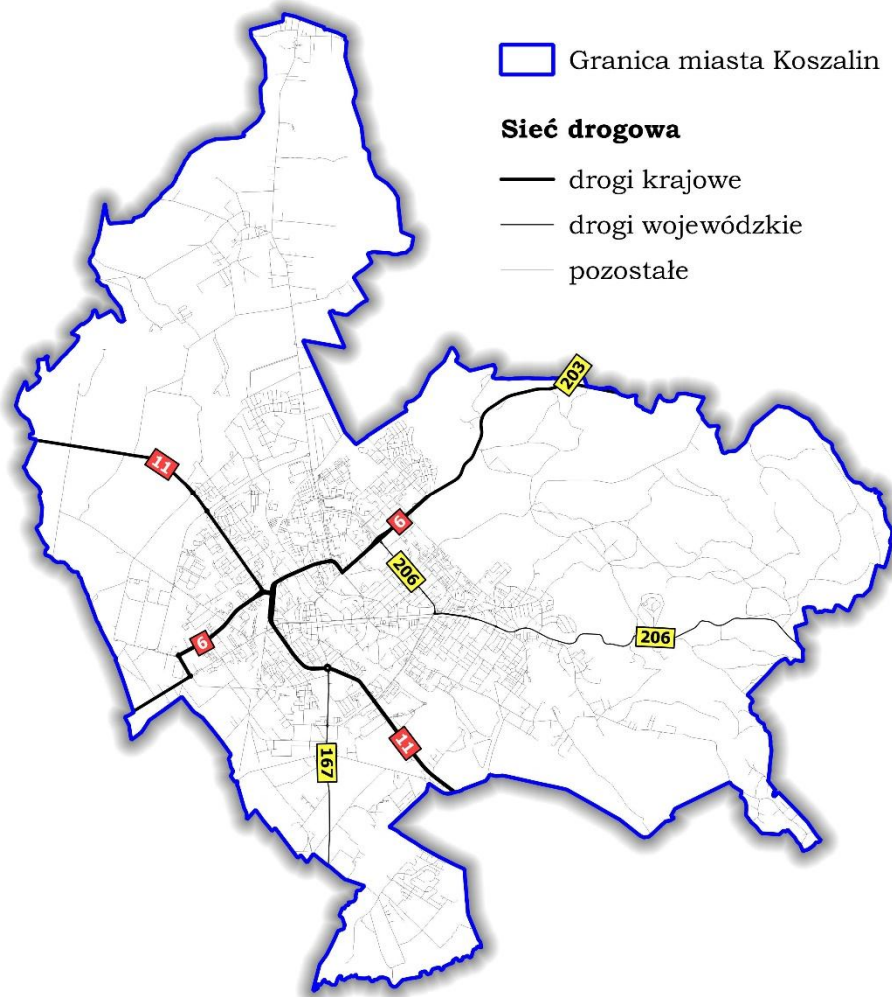 Granica miasta Koszalin
Sieć drogowa
drogi krajowe
drogi wojewódzkie
pozostałe
203
11
6
206
206
6
11
167